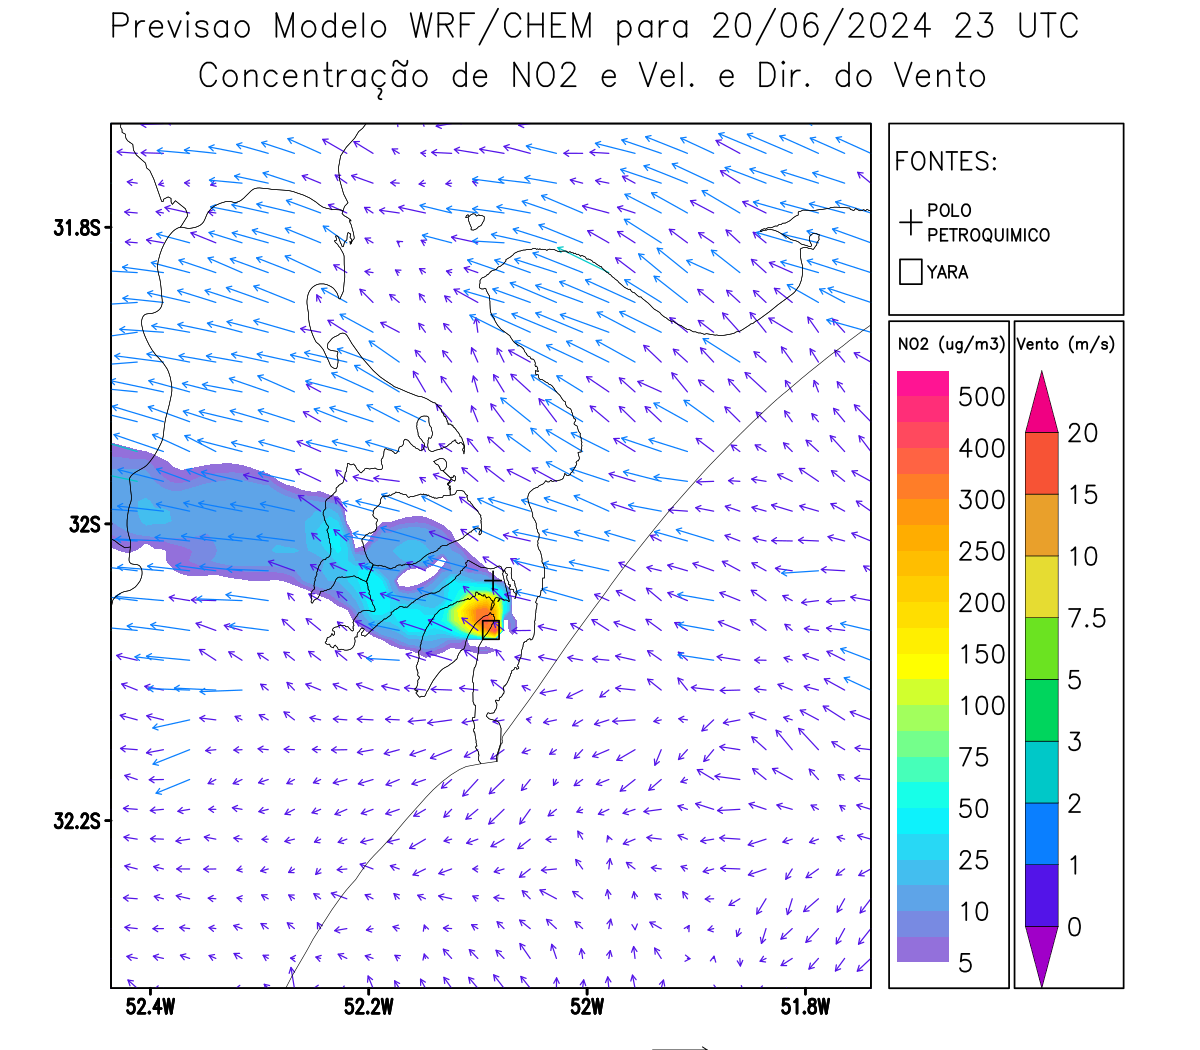 Previsao Modelo WRF/CHEM para 20/06/2024 23 UTC
Concentração de NO2 e Vel. e Dir. do Vento
FONTES:
POLO
PETROQUIMICO
YARA
NO2 (ug/m3)
500
400
300
250
200
150
100
75
50
25
10
5
Vento (m/s)
20
15
10
7.5
5
3
2
1
0
31.8S
32S
32.2S
52.4W
52.2W
52W
51.8W